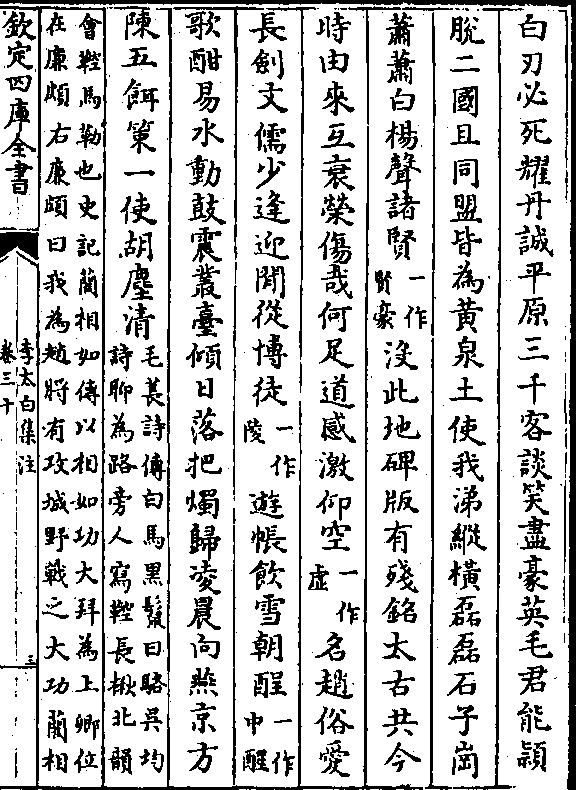 白刃必死耀丹誠平原三千客談笑盡豪英毛君能頴
脫二國且同盟皆為黃泉土使我涕縱橫磊磊石子崗
蕭蕭白楊聲諸賢一作賢豪沒此地碑版有殘銘太古共今
時由來互衰榮傷哉何足道感激仰空一作虛名趙俗愛
長劍文儒少逢迎閒從博徒一作陵遊帳飲雪朝酲一作中醒
歌酣易水動鼓震叢臺傾日落把燭歸凌晨向燕京方
陳五餌策一使胡塵清毛萇詩傳白馬黑鬛曰駱吳均
詩聊為路旁人寫鞚長楸北韻
會鞚馬勒也史記藺相如傳以相如功大拜為上卿位
在廉頗右廉頗曰我為趙將有攻城野戰之大功藺相
欽定四庫全書
李太白集注
卷三十
三